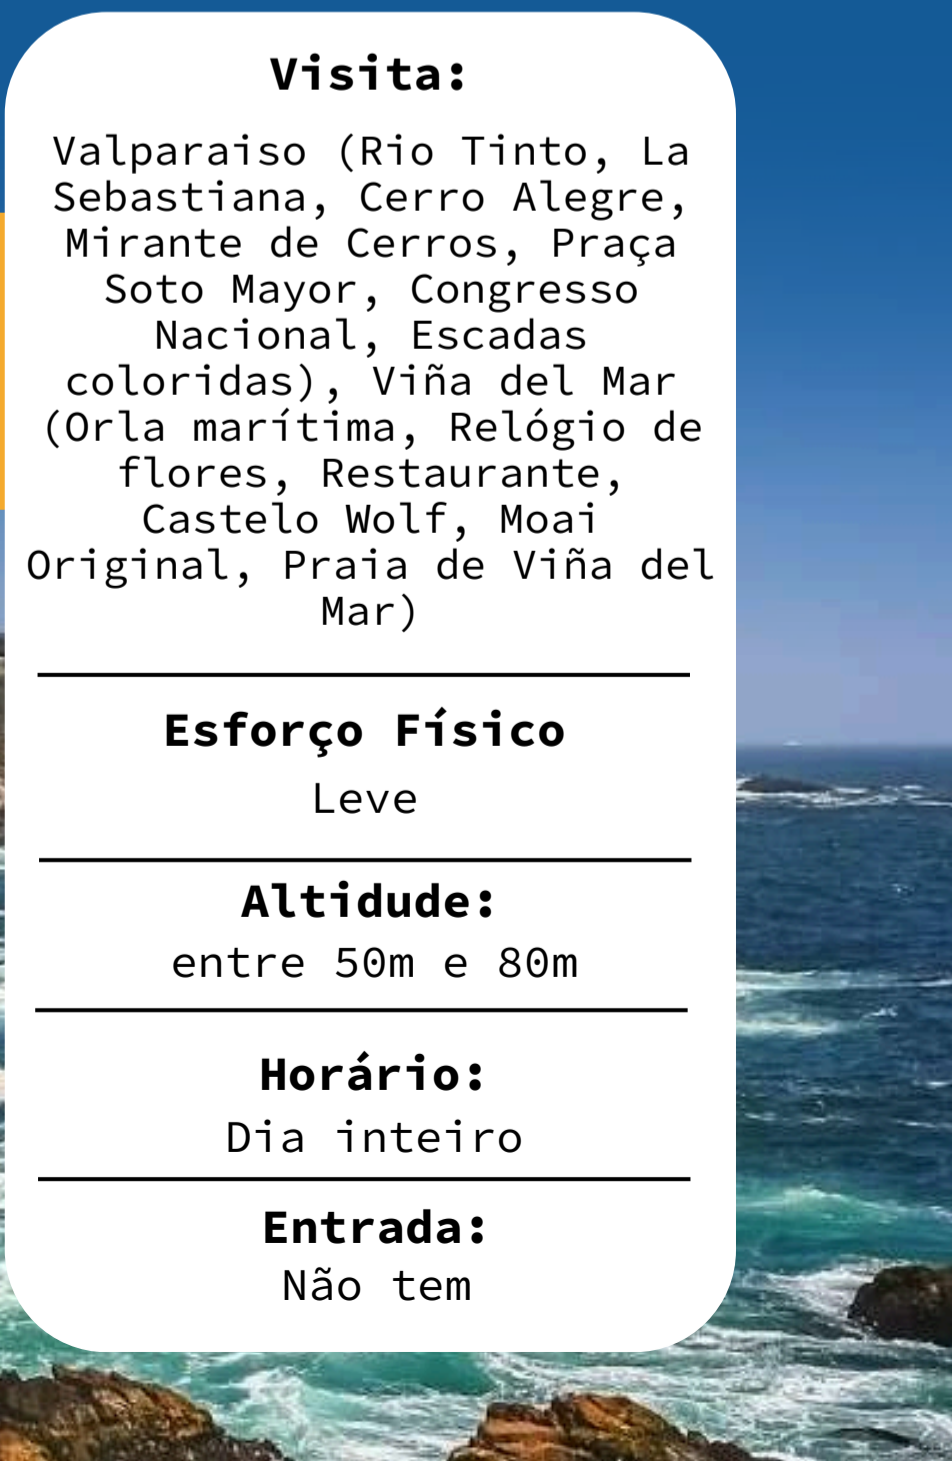 Visita:
Valparaiso (Rio Tinto, La
Sebastiana, Cerro Alegre,
Mirante de Cerros, Praça
Soto Mayor, Congresso
Nacional, Escadas
coloridas), Viña del Mar
(Orla marítima, Relógio de
flores, Restaurante,
Castelo Wolf, Moai
Original, Praia de Viña del
Mar)
Esforço Físico
Leve
Altidude:
entre 50m e 80m
Horário:
Dia inteiro
Entrada:
Não tem